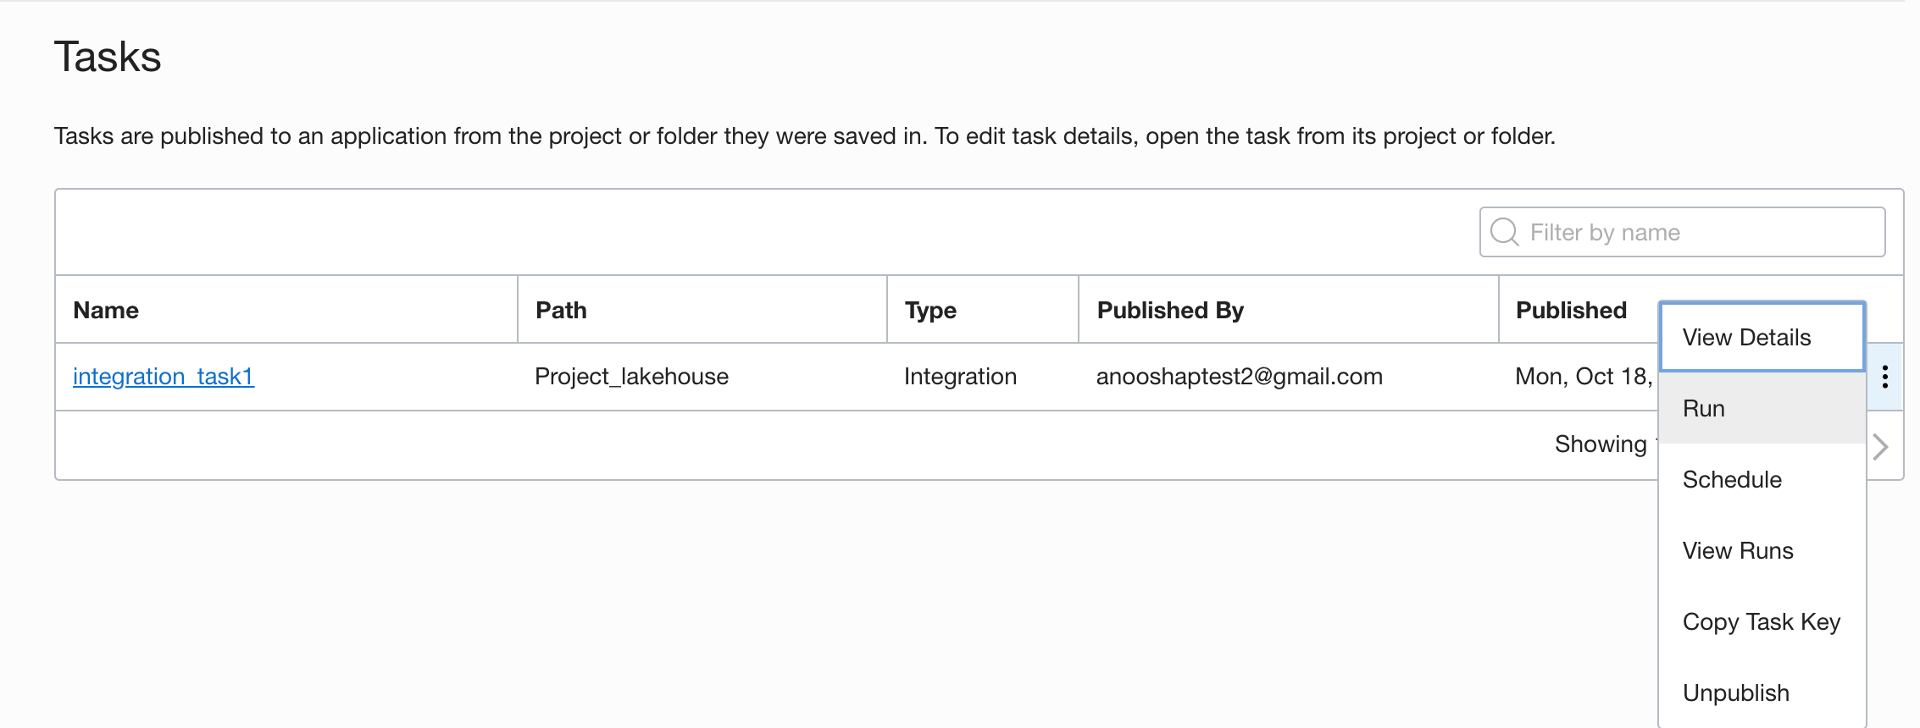 Tasks
Tasks are published to an application from the project or folder they were saved in. To edit task details, open the task from its project or folder.
Filter by name
Name Path Type Published By Published
View Details
integration_task1 Project_lakehouse Integration anooshaptest2@gmail.com Mon, Oct 18,
Run
Showing
Schedule
View Runs
Copy Task Key
Unpublish